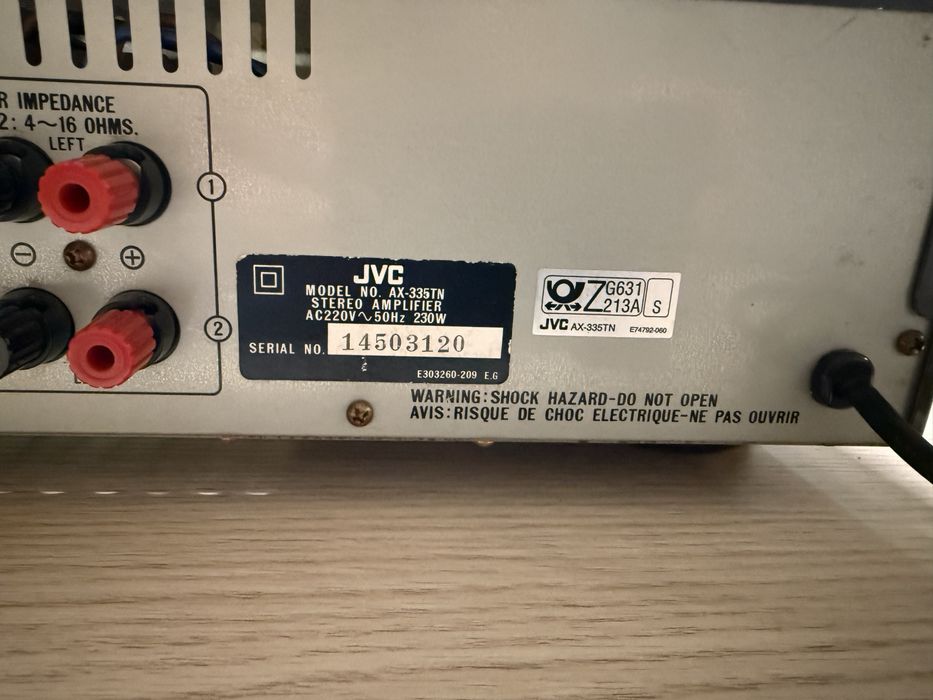 R IMPEDANCE
2: 4~16 OHMS.
LEFT
1
⊖ ⊕
2
JVC
MODEL NO. AX-335TN
STEREO AMPLIFIER
AC220V∿50Hz 230W
SERIAL NO. 14503120
E303260-209 E.G
Z G631
213A S
JVC AX-335TN E74792-060
WARNING:SHOCK HAZARD-DO NOT OPEN
AVIS:RISQUE DE CHOC ELECTRIQUE-NE PAS OUVRIR